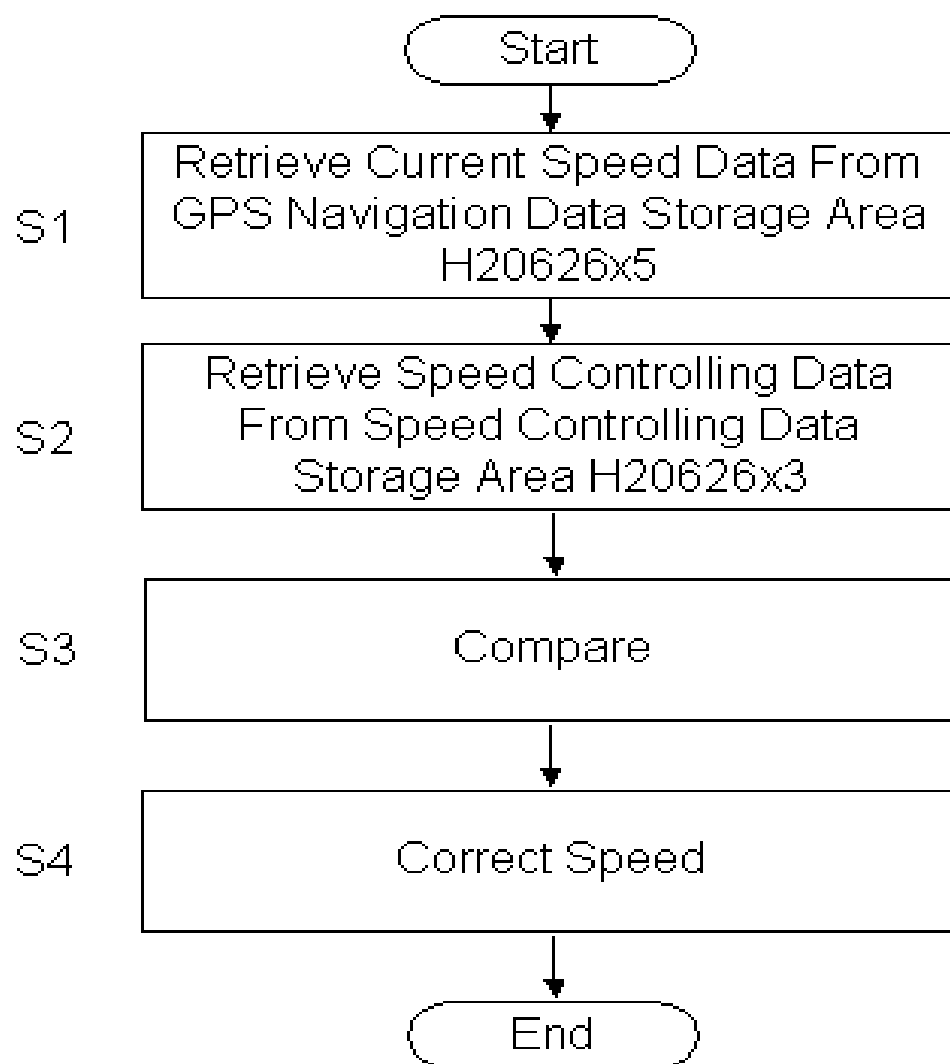 Start
S1
Retrieve Current Speed Data From
GPS Navigation Data Storage Area
H20626x5
S2
Retrieve Speed Controlling Data
From Speed Controlling Data
Storage Area H20626x3
S3
Compare
S4
Correct Speed
End